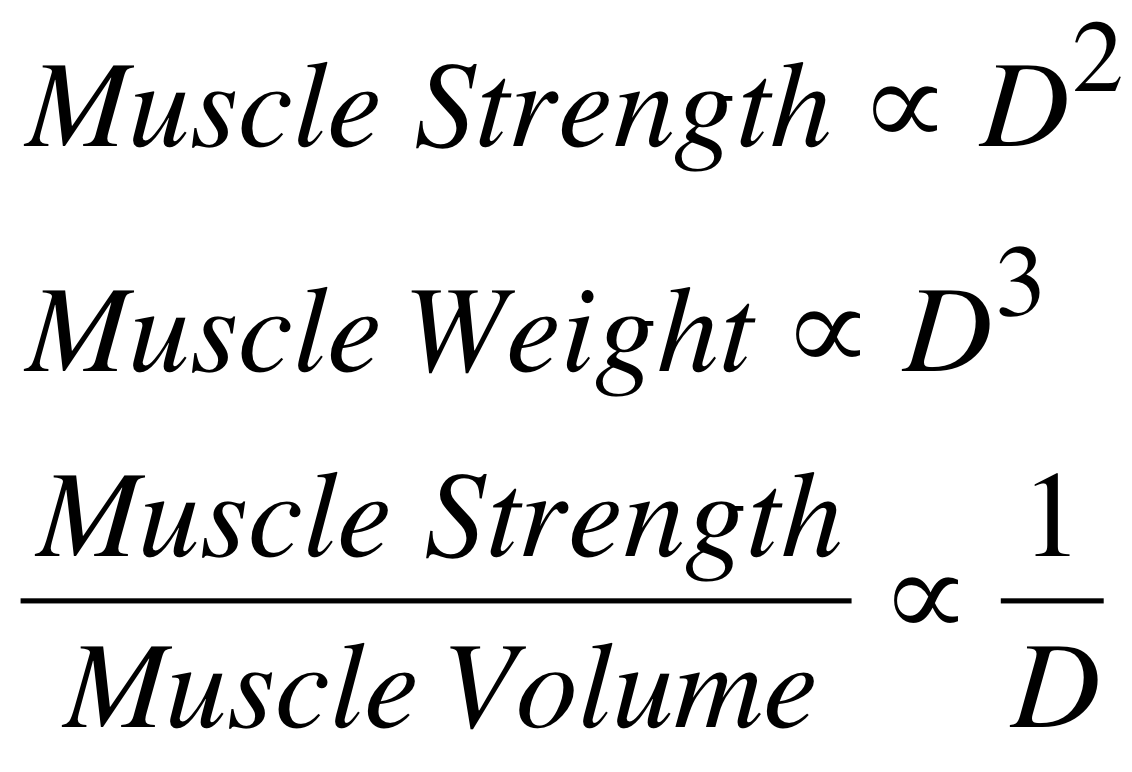 Muscle Strength ∝ D²
Muscle Weight ∝ D³
Muscle Strength / Muscle Volume ∝ 1 / D